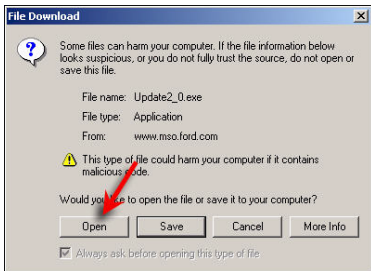 File Download
Some files can harm your computer. If the file information below
looks suspicious, or you do not fully trust the source, do not open or
save this file.
File name: Update2_0.exe
File type: Application
From: www.mso.ford.com
This type of file could harm your computer if it contains
malicious code.
Would you like to open the file or save it to your computer?
Open Save Cancel More Info
Always ask before opening this type of file